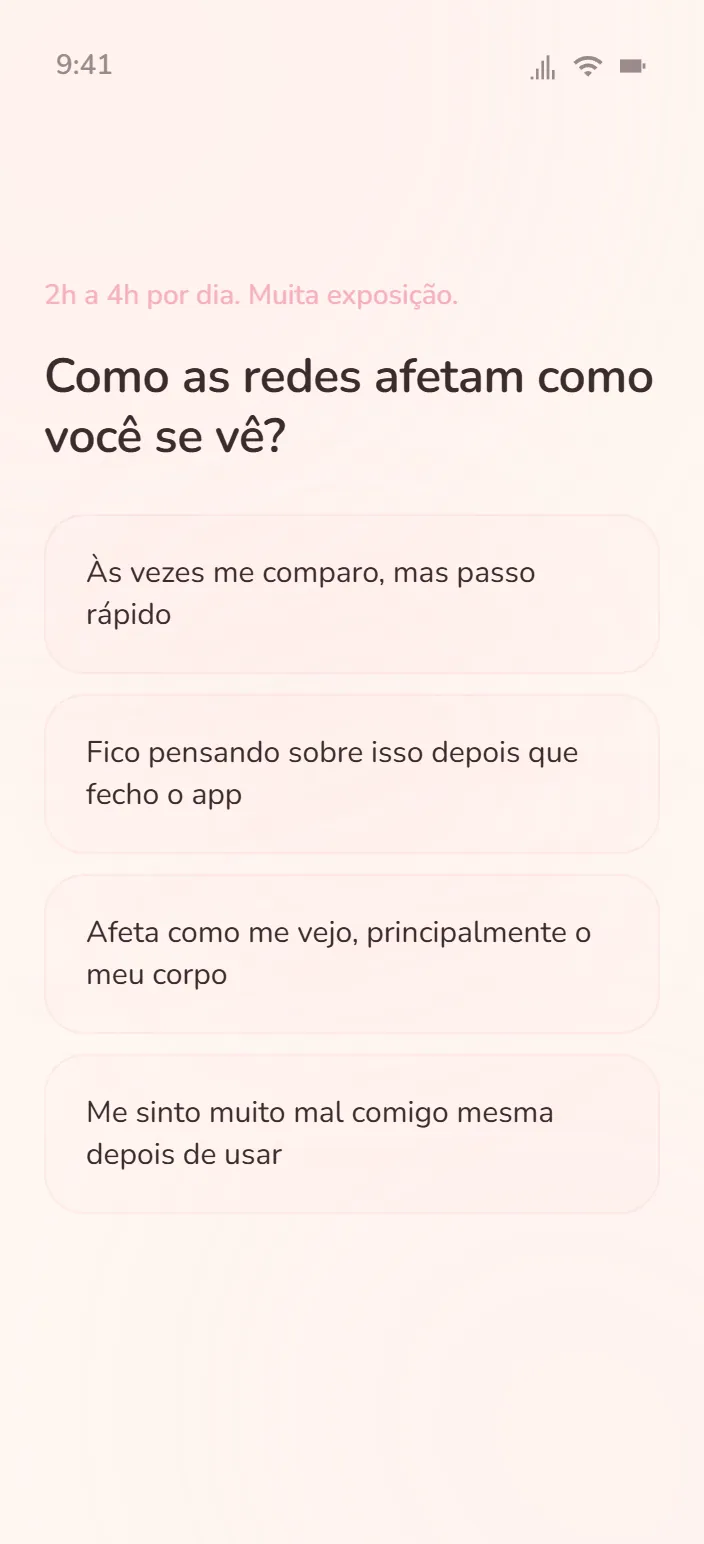 9:41
2h a 4h por dia. Muita exposição.
Como as redes afetam como
você se vê?
Às vezes me comparo, mas passo
rápido
Fico pensando sobre isso depois que
fecho o app
Afeta como me vejo, principalmente o
meu corpo
Me sinto muito mal comigo mesma
depois de usar